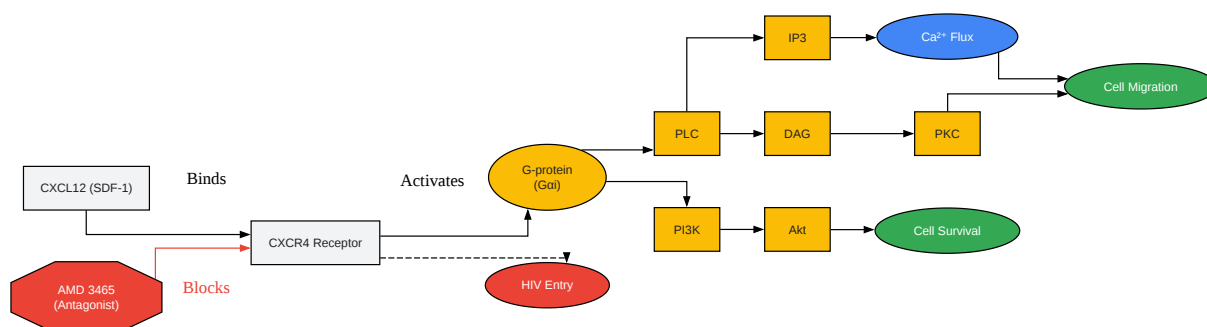 IP3
Ca²⁺ Flux
Cell Migration
PLC
DAG
PKC
CXCL12 (SDF-1)
Binds
Activates
G-protein
(Gαi)
CXCR4 Receptor
PI3K
Akt
Cell Survival
AMD 3465
(Antagonist)
Blocks
HIV Entry